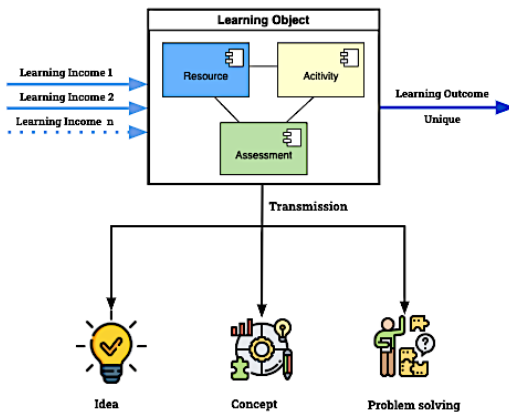 Learning Object
Resource
Acitivity
Assessment
Learning Income 1
Learning Income 2
Learning Income n
Learning Outcome
Unique
Transmission
Idea
Concept
Problem solving